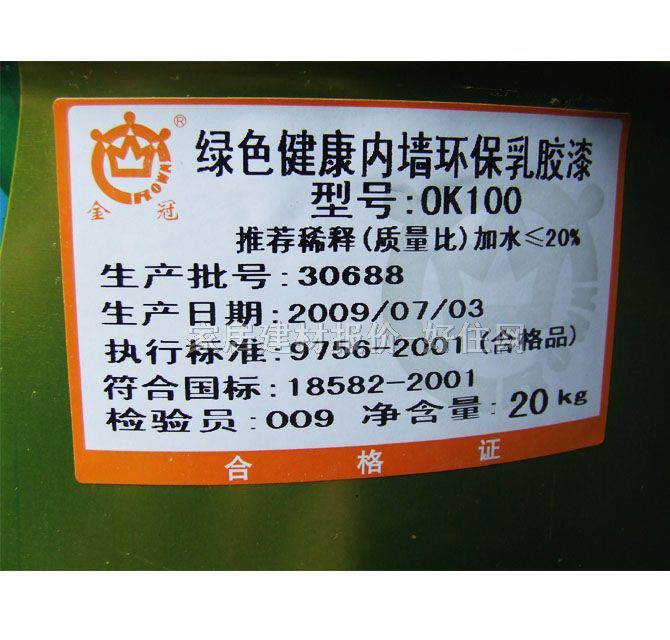 CROWN
®
金冠
绿色健康内墙环保乳胶漆
型号:OK100
推荐稀释(质量比)加水≤20%
生产批号:30688
生产日期:2009/07/03
家居建材报价 好住网
执行标准:9756-2001(合格品)
符合国标:18582-2001
检验员:009 净含量:20kg
合格证